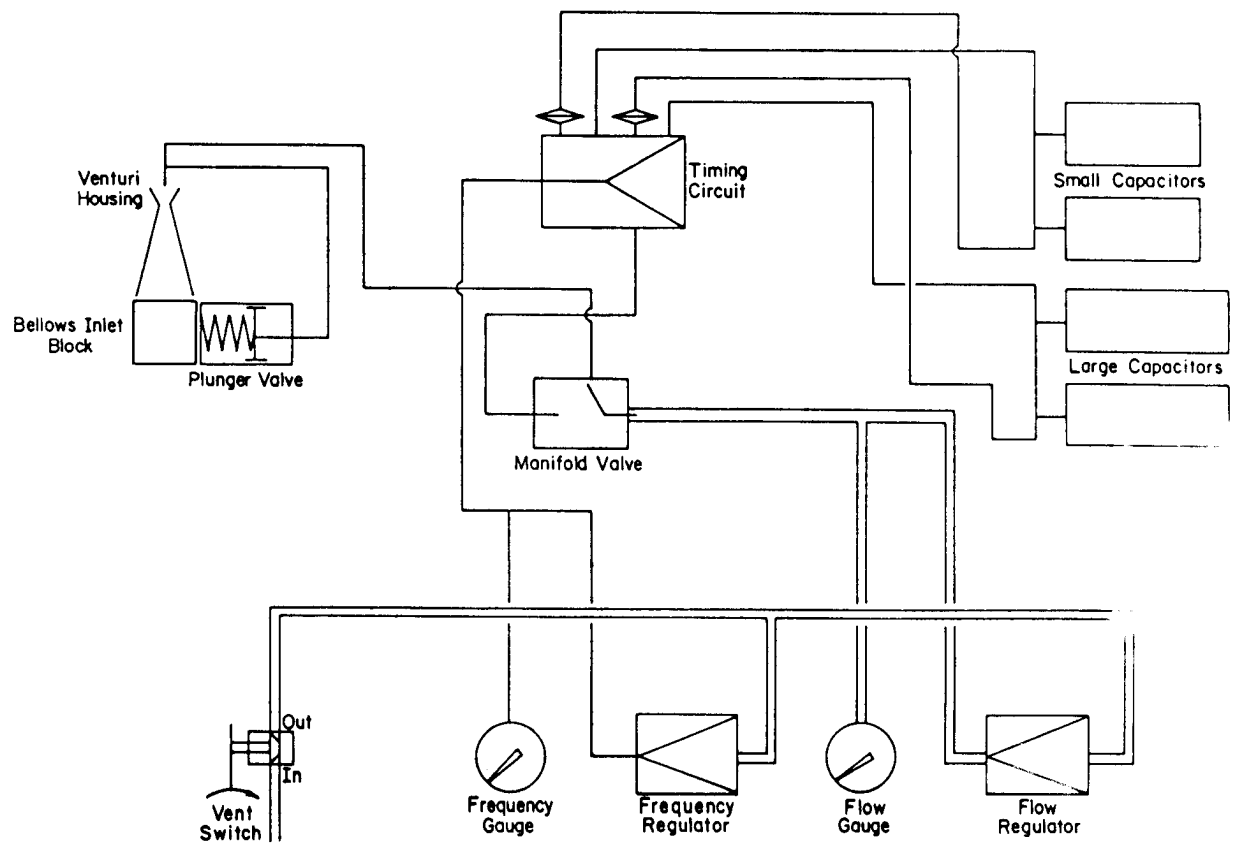 Timing
Circuit
Venturi
Housing
Small Capacitors
Bellows Inlet
Block
Plunger Valve
Large Capacitors
Manifold Valve
Out
In
Vent
Switch
Frequency
Gauge
Frequency
Regulator
Flow
Gauge
Flow
Regulator